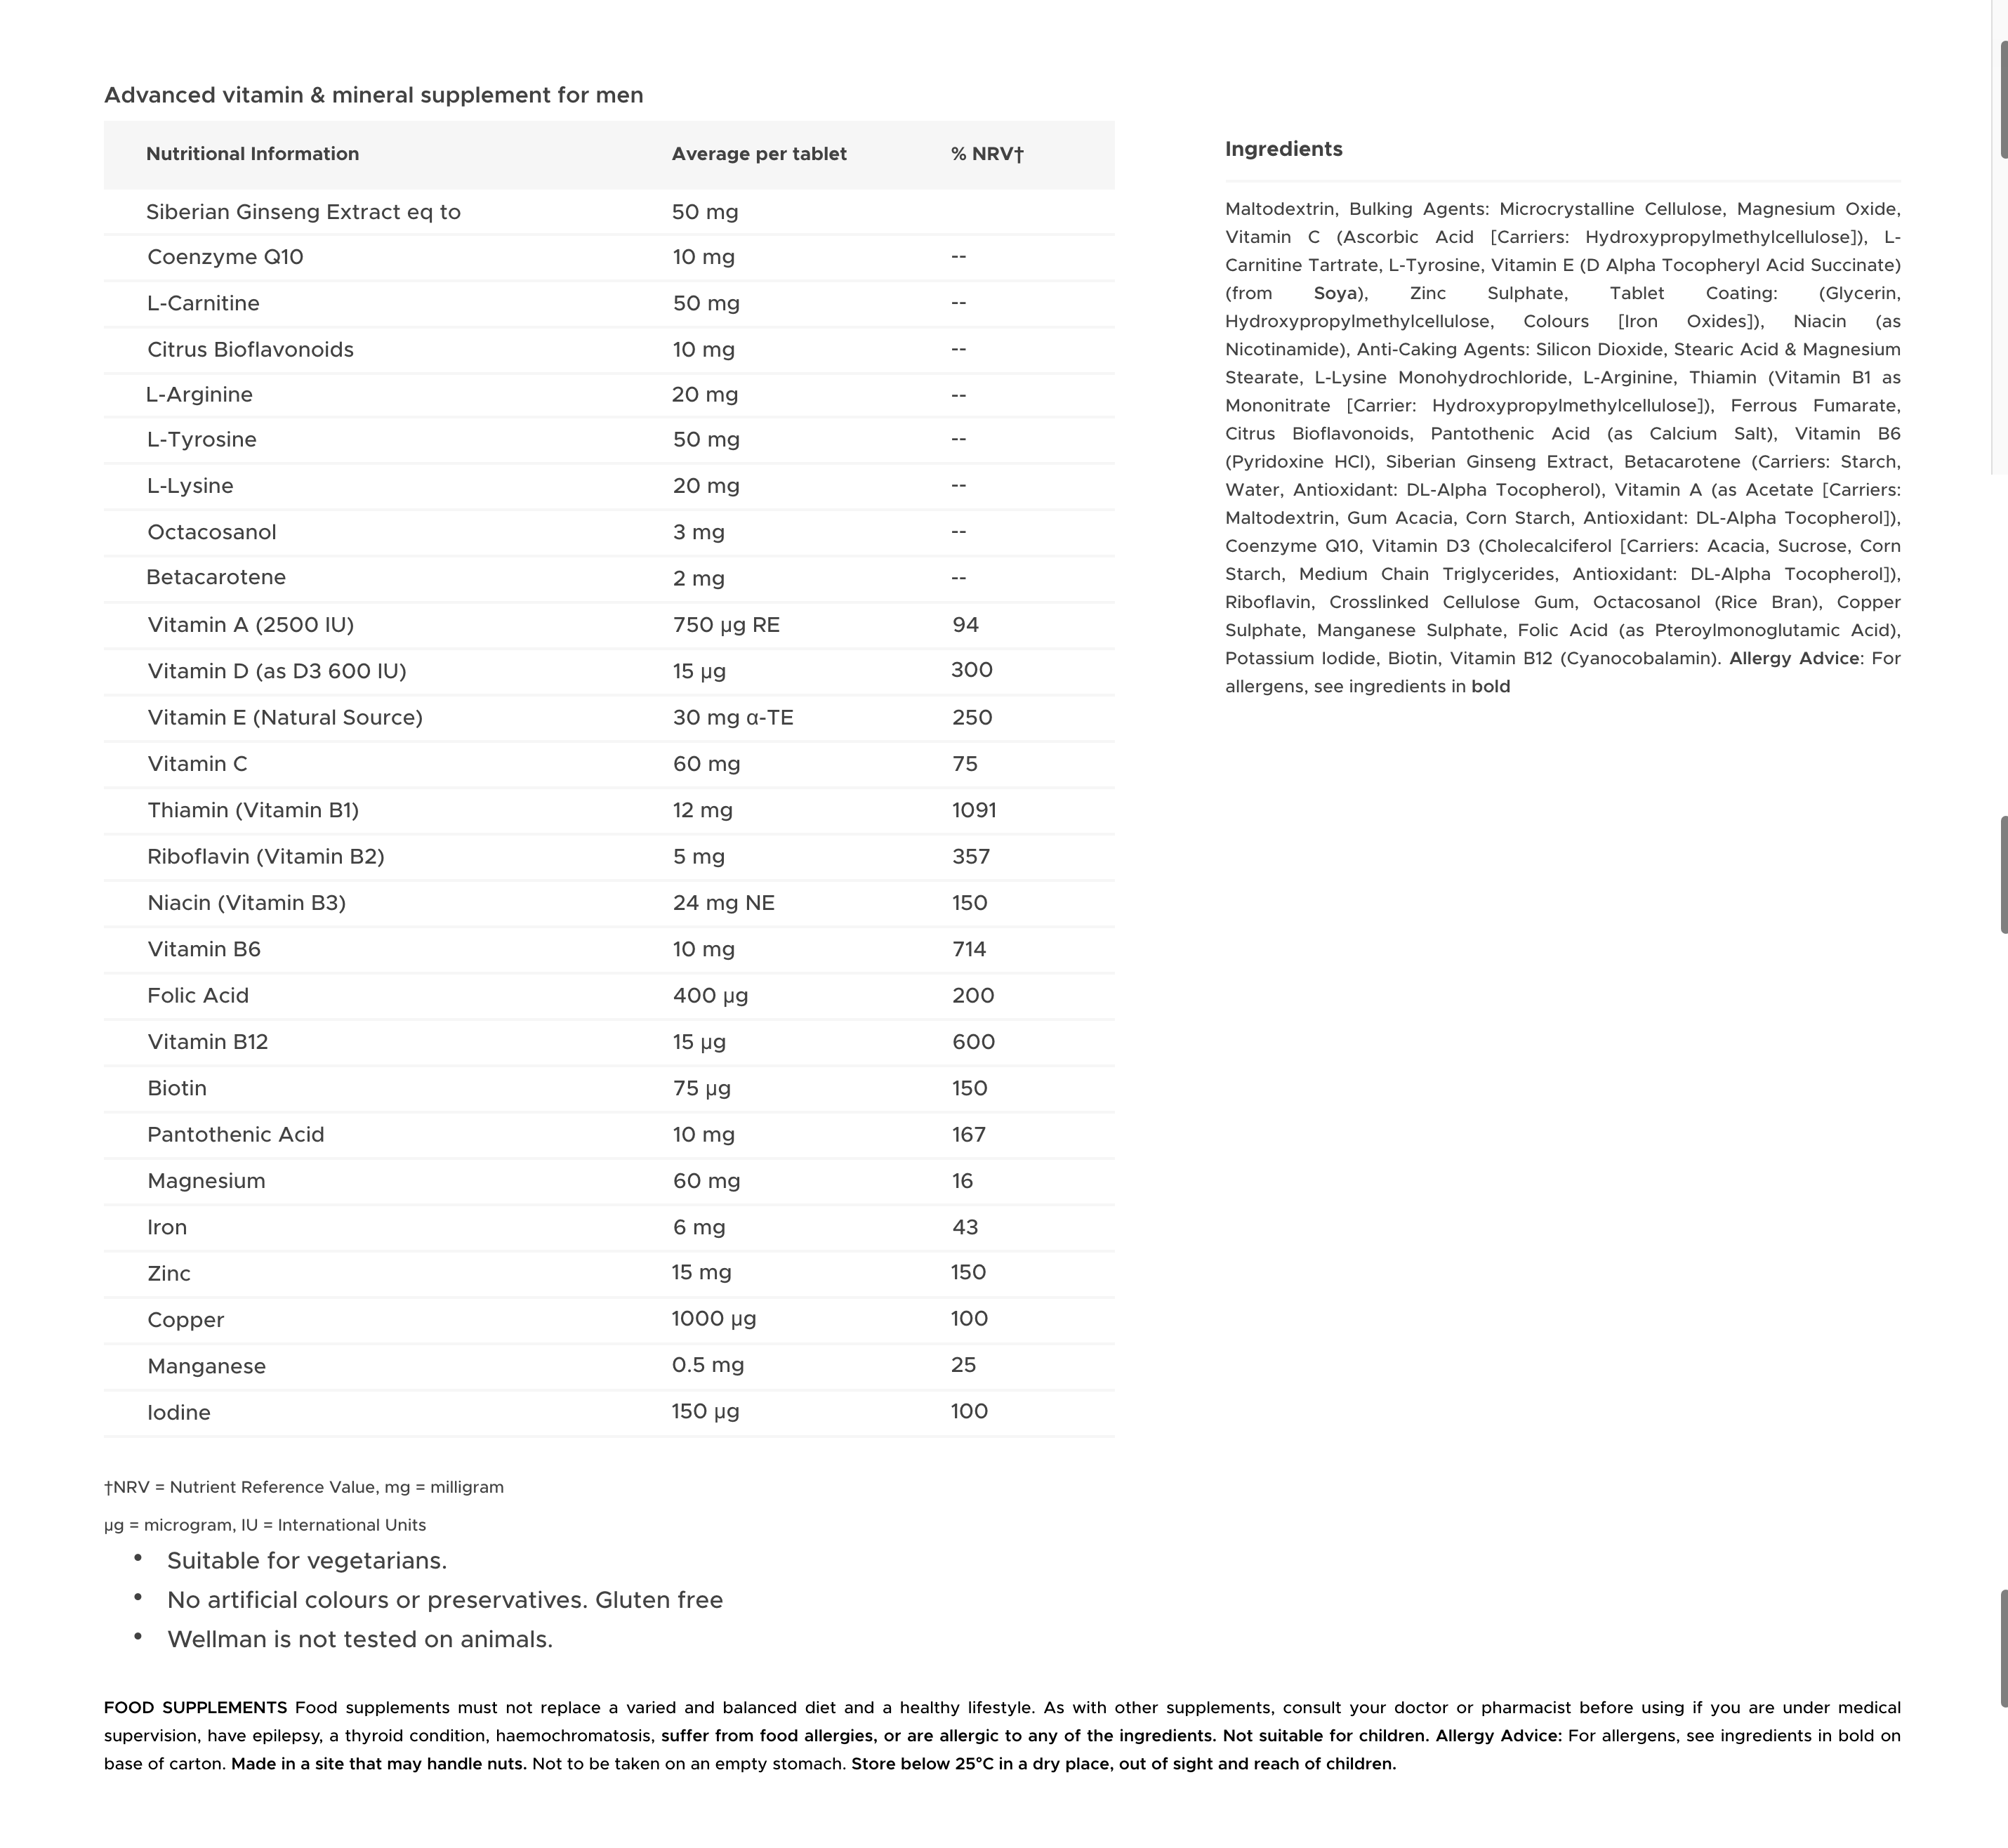 Advanced vitamin & mineral supplement for men
Nutritional Information Average per tablet % NRV†
Siberian Ginseng Extract eq to 50 mg
Coenzyme Q10 10 mg --
L-Carnitine 50 mg --
Citrus Bioflavonoids 10 mg --
L-Arginine 20 mg --
L-Tyrosine 50 mg --
L-Lysine 20 mg --
Octacosanol 3 mg --
Betacarotene 2 mg --
Vitamin A (2500 IU) 750 μg RE 94
Vitamin D (as D3 600 IU) 15 μg 300
Vitamin E (Natural Source) 30 mg α-TE 250
Vitamin C 60 mg 75
Thiamin (Vitamin B1) 12 mg 1091
Riboflavin (Vitamin B2) 5 mg 357
Niacin (Vitamin B3) 24 mg NE 150
Vitamin B6 10 mg 714
Folic Acid 400 μg 200
Vitamin B12 15 μg 600
Biotin 75 μg 150
Pantothenic Acid 10 mg 167
Magnesium 60 mg 16
Iron 6 mg 43
Zinc 15 mg 150
Copper 1000 μg 100
Manganese 0.5 mg 25
Iodine 150 μg 100
†NRV = Nutrient Reference Value, mg = milligram
μg = microgram, IU = International Units
• Suitable for vegetarians.
• No artificial colours or preservatives. Gluten free
• Wellman is not tested on animals.
Ingredients
Maltodextrin, Bulking Agents: Microcrystalline Cellulose, Magnesium Oxide,
Vitamin C (Ascorbic Acid [Carriers: Hydroxypropylmethylcellulose]), L-
Carnitine Tartrate, L-Tyrosine, Vitamin E (D Alpha Tocopheryl Acid Succinate)
(from Soya), Zinc Sulphate, Tablet Coating: (Glycerin,
Hydroxypropylmethylcellulose, Colours [Iron Oxides]), Niacin (as
Nicotinamide), Anti-Caking Agents: Silicon Dioxide, Stearic Acid & Magnesium
Stearate, L-Lysine Monohydrochloride, L-Arginine, Thiamin (Vitamin B1 as
Mononitrate [Carrier: Hydroxypropylmethylcellulose]), Ferrous Fumarate,
Citrus Bioflavonoids, Pantothenic Acid (as Calcium Salt), Vitamin B6
(Pyridoxine HCl), Siberian Ginseng Extract, Betacarotene (Carriers: Starch,
Water, Antioxidant: DL-Alpha Tocopherol), Vitamin A (as Acetate [Carriers:
Maltodextrin, Gum Acacia, Corn Starch, Antioxidant: DL-Alpha Tocopherol]),
Coenzyme Q10, Vitamin D3 (Cholecalciferol [Carriers: Acacia, Sucrose, Corn
Starch, Medium Chain Triglycerides, Antioxidant: DL-Alpha Tocopherol]),
Riboflavin, Crosslinked Cellulose Gum, Octacosanol (Rice Bran), Copper
Sulphate, Manganese Sulphate, Folic Acid (as Pteroylmonoglutamic Acid),
Potassium Iodide, Biotin, Vitamin B12 (Cyanocobalamin). Allergy Advice: For
allergens, see ingredients in bold
FOOD SUPPLEMENTS Food supplements must not replace a varied and balanced diet and a healthy lifestyle. As with other supplements, consult your doctor or pharmacist before using if you are under medical
supervision, have epilepsy, a thyroid condition, haemochromatosis, suffer from food allergies, or are allergic to any of the ingredients. Not suitable for children. Allergy Advice: For allergens, see ingredients in bold on
base of carton. Made in a site that may handle nuts. Not to be taken on an empty stomach. Store below 25°C in a dry place, out of sight and reach of children.